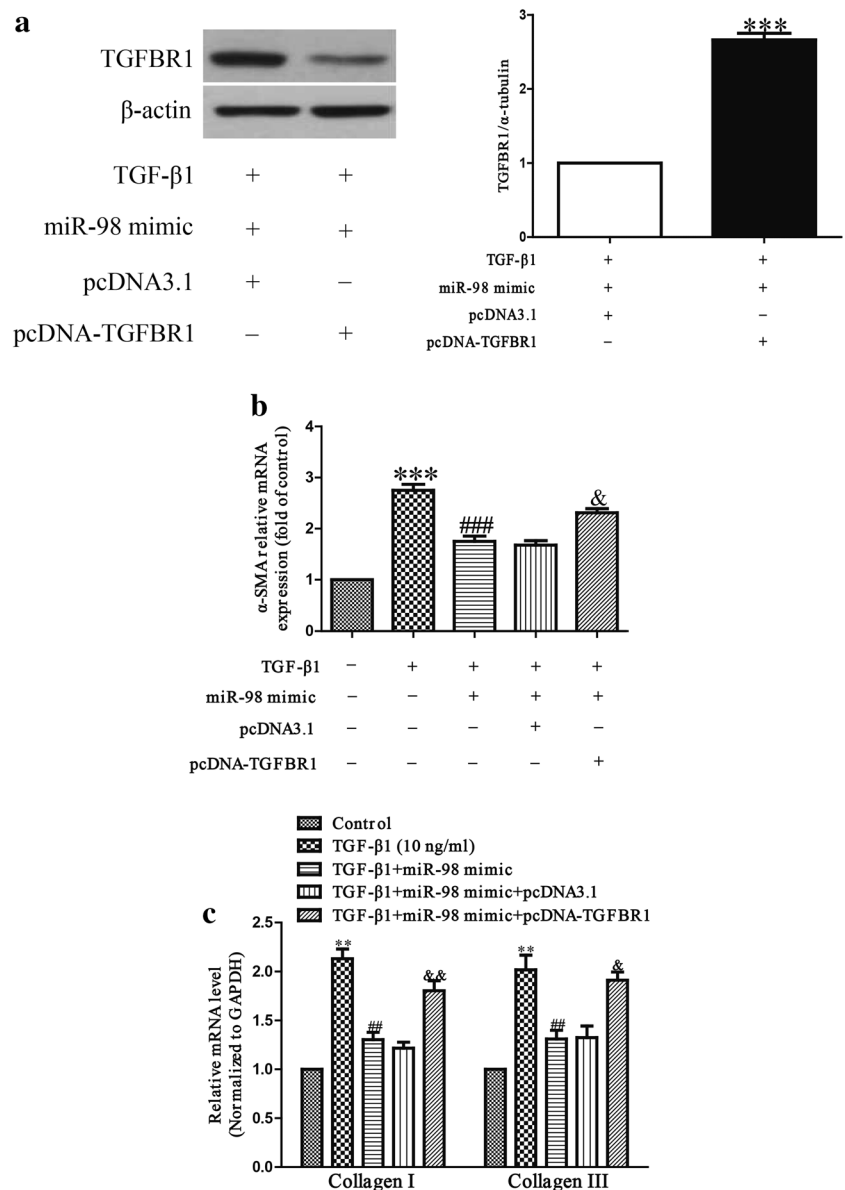 a
TGFBR1
β-actin
TGF-β1 + +
miR-98 mimic + +
pcDNA3.1 + –
pcDNA-TGFBR1 – +
TGFBR1/α-tubulin
3
2
1
0
***
TGF-β1 + +
miR-98 mimic + +
pcDNA3.1 + –
pcDNA-TGFBR1 – +
b
α-SMA relative mRNA
expression (fold of control)
4
3
2
1
0
***
###
&
TGF-β1 – + + + +
miR-98 mimic – – + + +
pcDNA3.1 – – – + –
pcDNA-TGFBR1 – – – – +
Control
TGF-β1 (10 ng/ml)
TGF-β1+miR-98 mimic
TGF-β1+miR-98 mimic+pcDNA3.1
TGF-β1+miR-98 mimic+pcDNA-TGFBR1
c
Relative mRNA level
(Normalized to GAPDH)
2.5
2.0
1.5
1.0
0.5
0.0
** ## &&
** ## &
Collagen I Collagen III